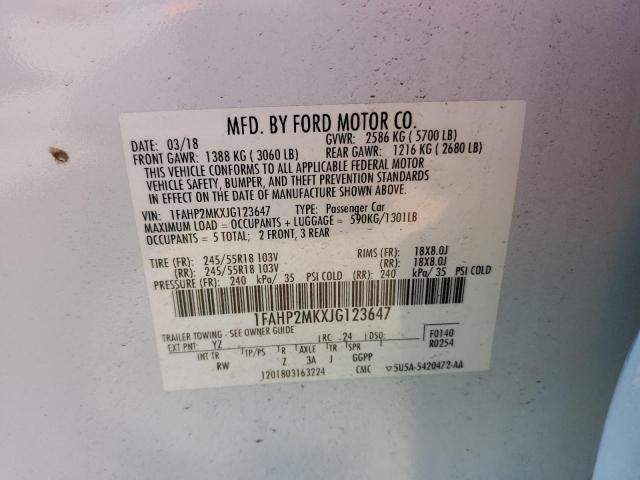 MFD. BY FORD MOTOR CO.
DATE: 03/18 GVWR: 2586 KG ( 5700 LB)
FRONT GAWR: 1388 KG ( 3060 LB) REAR GAWR: 1216 KG ( 2680 LB)
THIS VEHICLE CONFORMS TO ALL APPLICABLE FEDERAL MOTOR
VEHICLE SAFETY, BUMPER, AND THEFT PREVENTION STANDARDS
IN EFFECT ON THE DATE OF MANUFACTURE SHOWN ABOVE.
VIN: 1FAHP2MKXJG123647 TYPE: Passenger Car
MAXIMUM LOAD = OCCUPANTS + LUGGAGE = 590KG/1301LB
OCCUPANTS = 5 TOTAL; 2 FRONT, 3 REAR
TIRE (FR): 245/55R18 103V RIMS (FR): 18X8.0J
(RR): 245/55R18 103V (RR): 18X8.0J
PRESSURE (FR): 240 kPa/ 35 PSI COLD (RR): 240 kPa/ 35 PSI COLD
1FAHP2MKXJG123647
TRAILER TOWING - SEE OWNER GUIDE
EXT PNT: YZ RC: 24 DSO: F0140
INT TR TP/PS R AXLE TR SPR R0254
RW Z 3A J GGPP
1201803163224 CMC ▽5U5A-5420472-AA